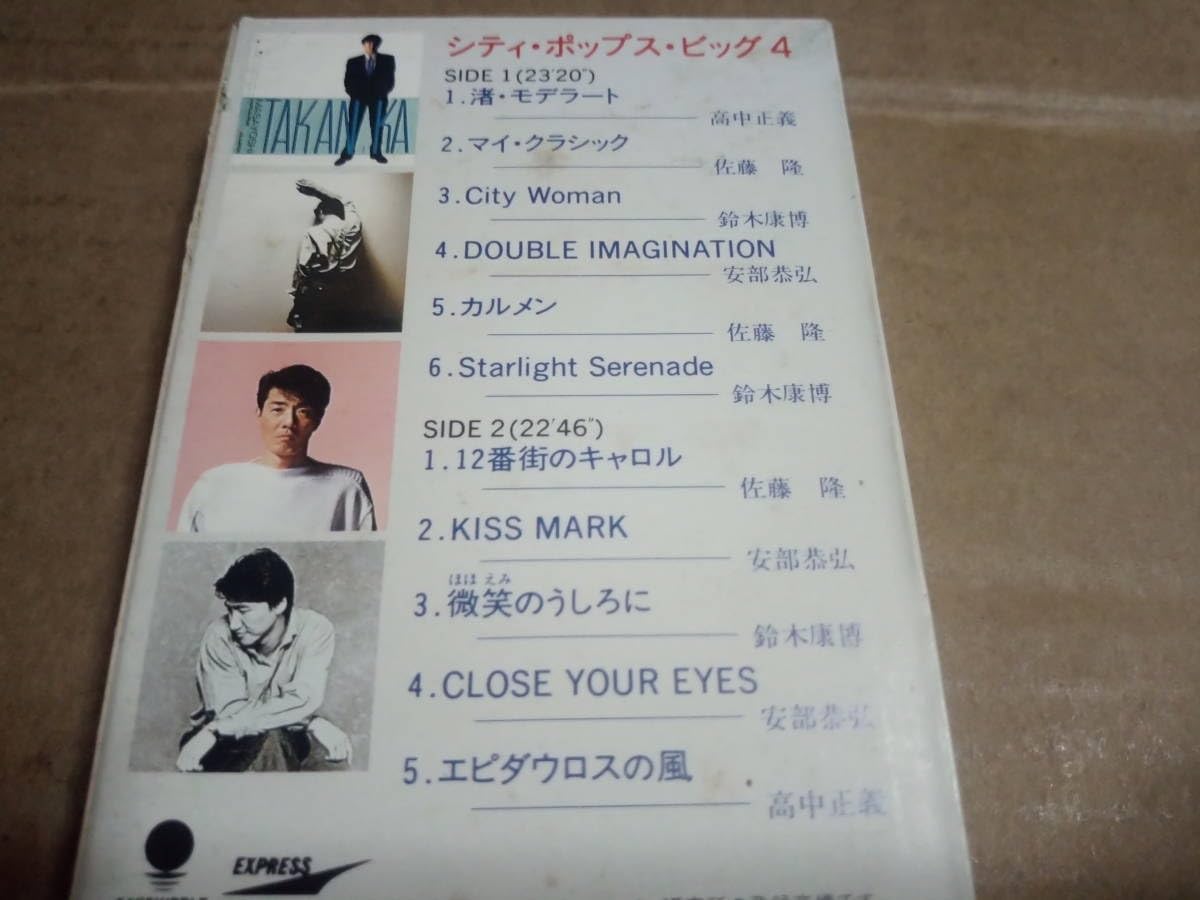 TAKANAKA
シティ・ポップス・ビッグ 4
SIDE 1 (23'20")
1. 渚・モデラート
高中正義
2. マイ・クラシック
佐藤 隆
3. City Woman
鈴木康博
4. DOUBLE IMAGINATION
安部恭弘
5. カルメン
佐藤 隆
6. Starlight Serenade
鈴木康博
SIDE 2 (22'46")
1. 12番街のキャロル
佐藤 隆
2. KISS MARK
安部恭弘
ほほ えみ
3. 微笑のうしろに
鈴木康博
4. CLOSE YOUR EYES
安部恭弘
5. エピダウロスの風
高中正義
EXPRESS